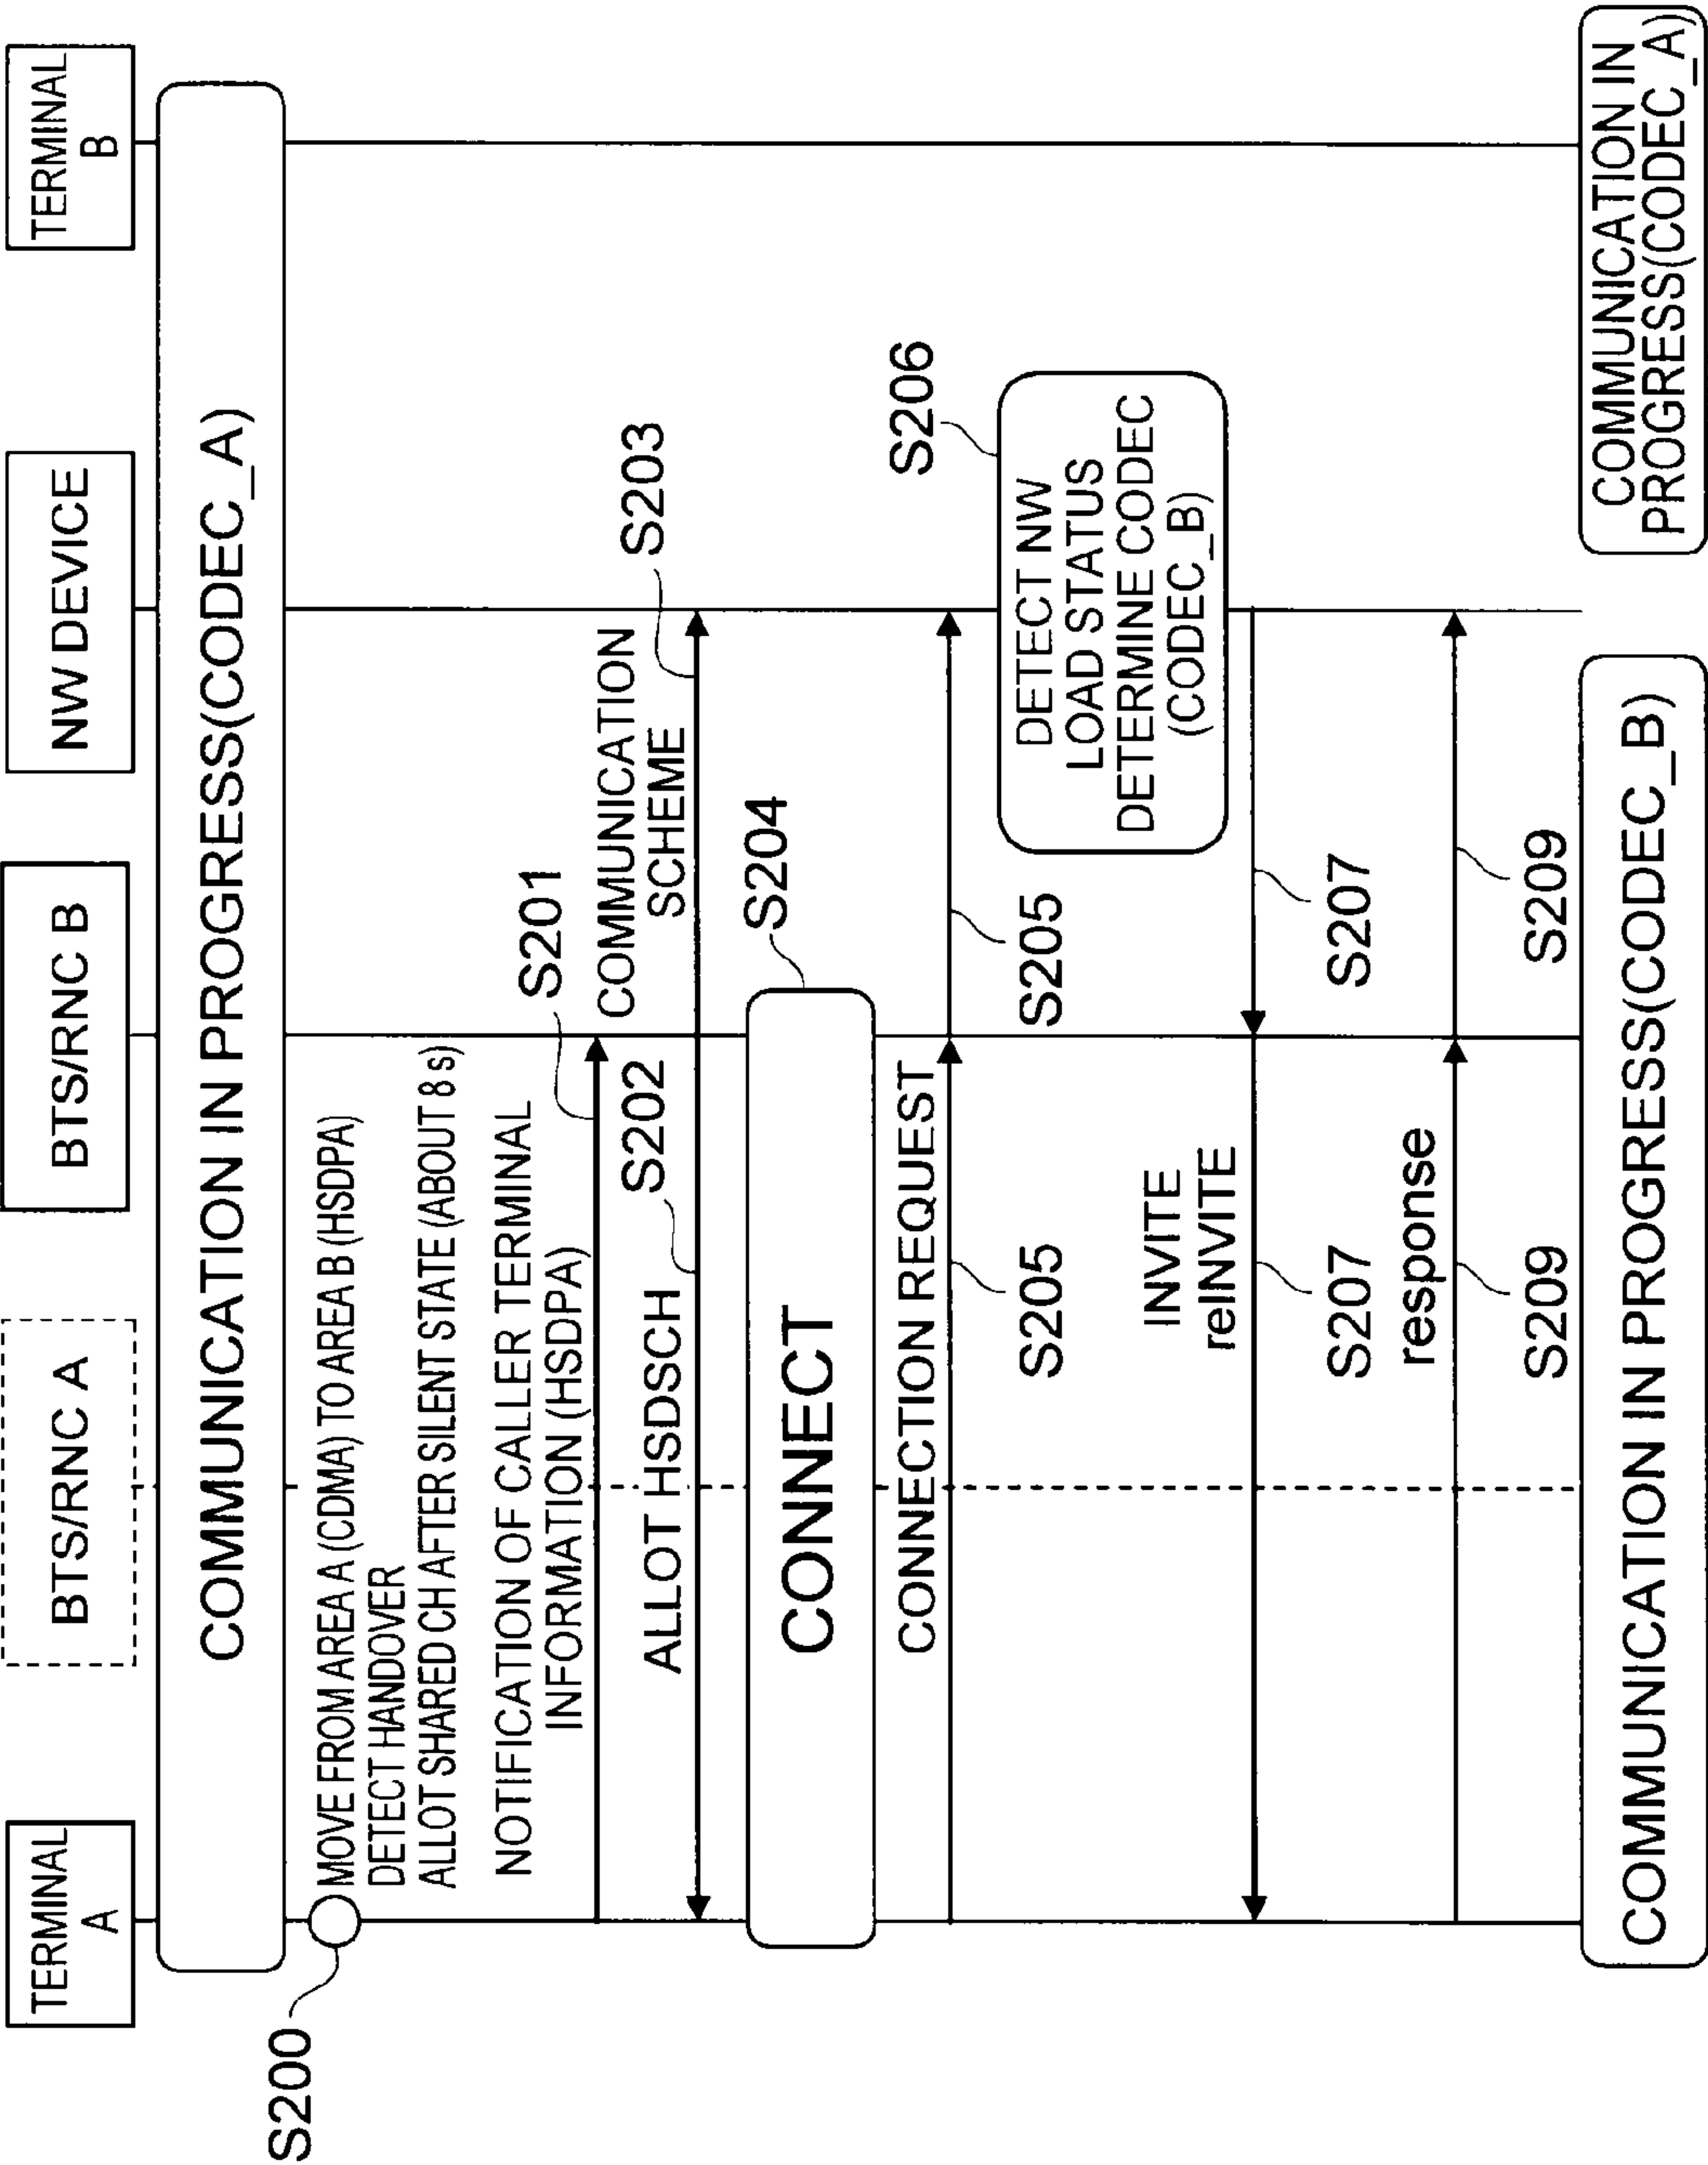 TERMINAL
A
BTS/RNC A
BTS/RNC B
NW DEVICE
TERMINAL
B
COMMUNICATION IN PROGRESS(CODEC_A)
S200
MOVE FROM AREA A (CDMA) TO AREA B (HSDPA)
DETECT HANDOVER
ALLOT SHARED CH AFTER SILENT STATE (ABOUT 8 s)
NOTIFICATION OF CALLER TERMINAL
INFORMATION (HSDPA)
S201
ALLOT HSDSCH
S202
COMMUNICATION
SCHEME
S203
CONNECT
S204
CONNECTION REQUEST
S205
S205
DETECT NW
LOAD STATUS
DETERMINE CODEC
(CODEC_B)
S206
INVITE
reINVITE
S207
S207
response
S209
S209
COMMUNICATION IN PROGRESS(CODEC_B)
COMMUNICATION IN
PROGRESS(CODEC_A)